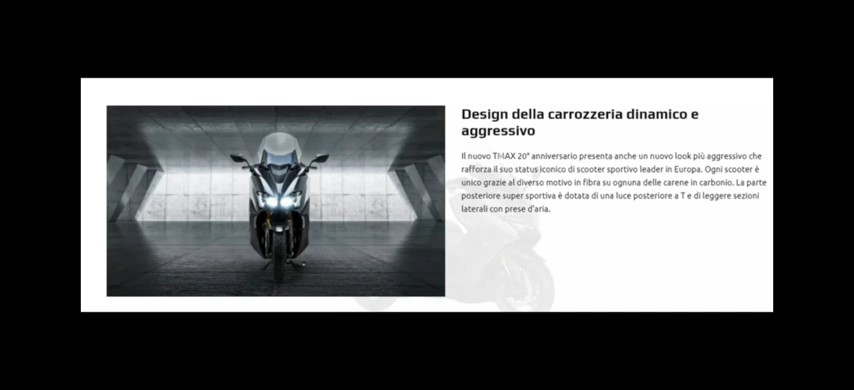 Design della carrozzeria dinamico e
aggressivo
Il nuovo TMAX 20° anniversario presenta anche un nuovo look più aggressivo che
rafforza il suo status iconico di scooter sportivo leader in Europa. Ogni scooter è
unico grazie al diverso motivo in fibra su ognuna delle carene in carbonio. La parte
posteriore super sportiva è dotata di una luce posteriore a T e di leggere sezioni
laterali con prese d'aria.